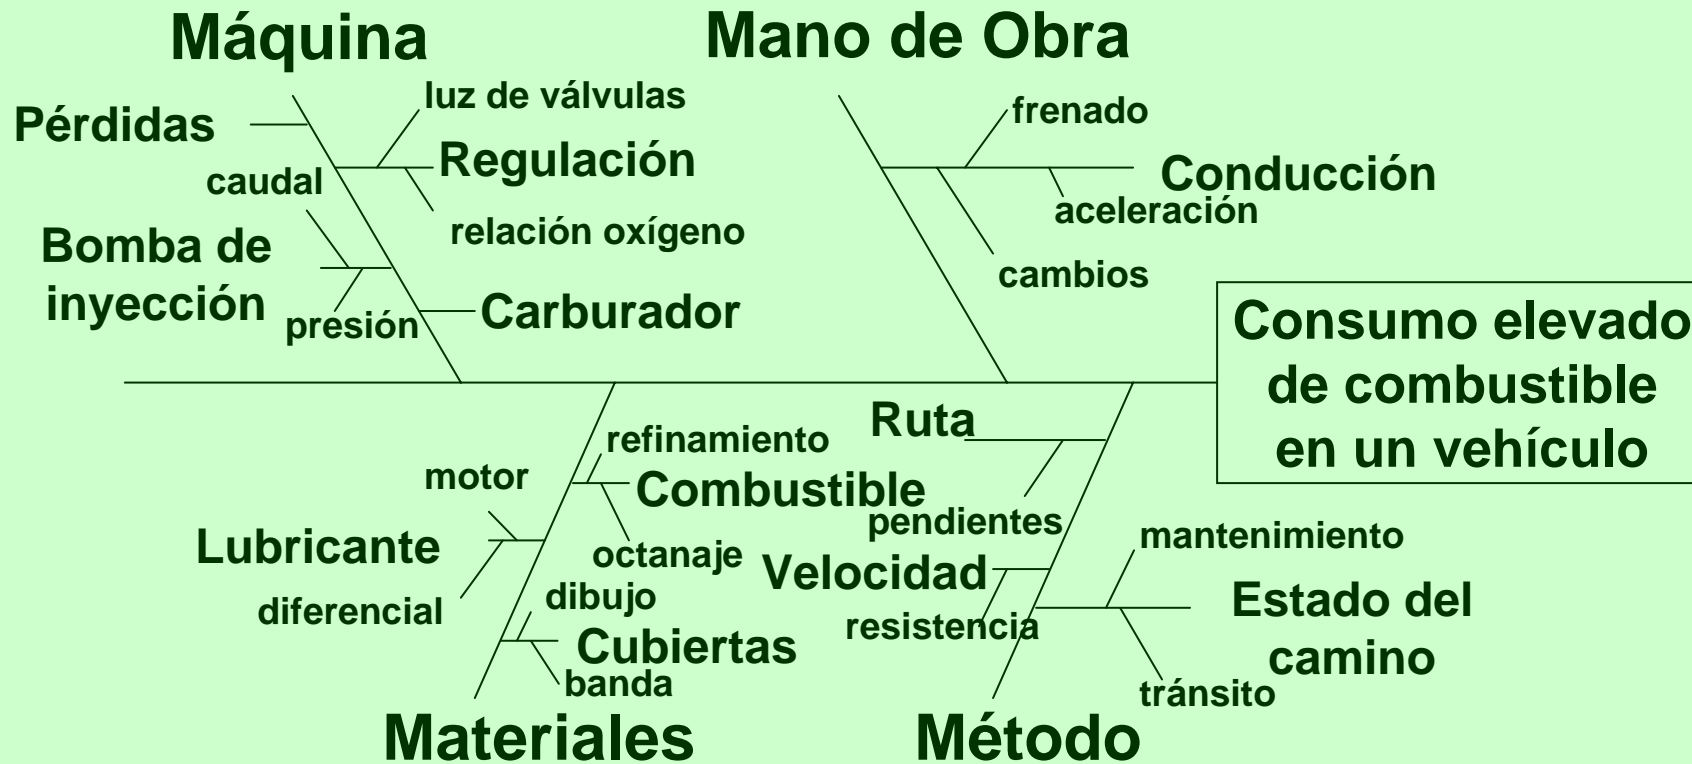 Máquina
Mano de Obra
luz de válvulas
frenado
Pérdidas
Regulación
caudal
Conducción
aceleración
relación oxígeno
Bomba de
inyección
cambios
presión
Carburador
Consumo elevado
de combustible
en un vehículo
Ruta
refinamiento
motor
Combustible
pendientes
mantenimiento
Lubricante
octanaje
Velocidad
diferencial
dibujo
resistencia
Estado del
camino
Cubiertas
banda
tránsito
Materiales
Método